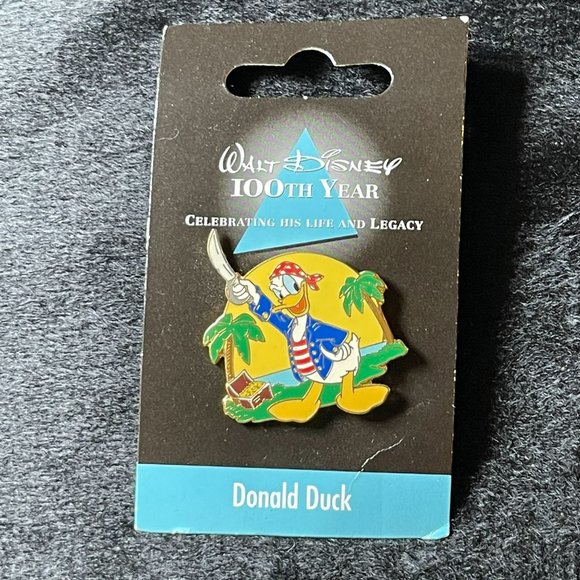 Walt Disney
100th Year
Celebrating his life and Legacy
Donald Duck